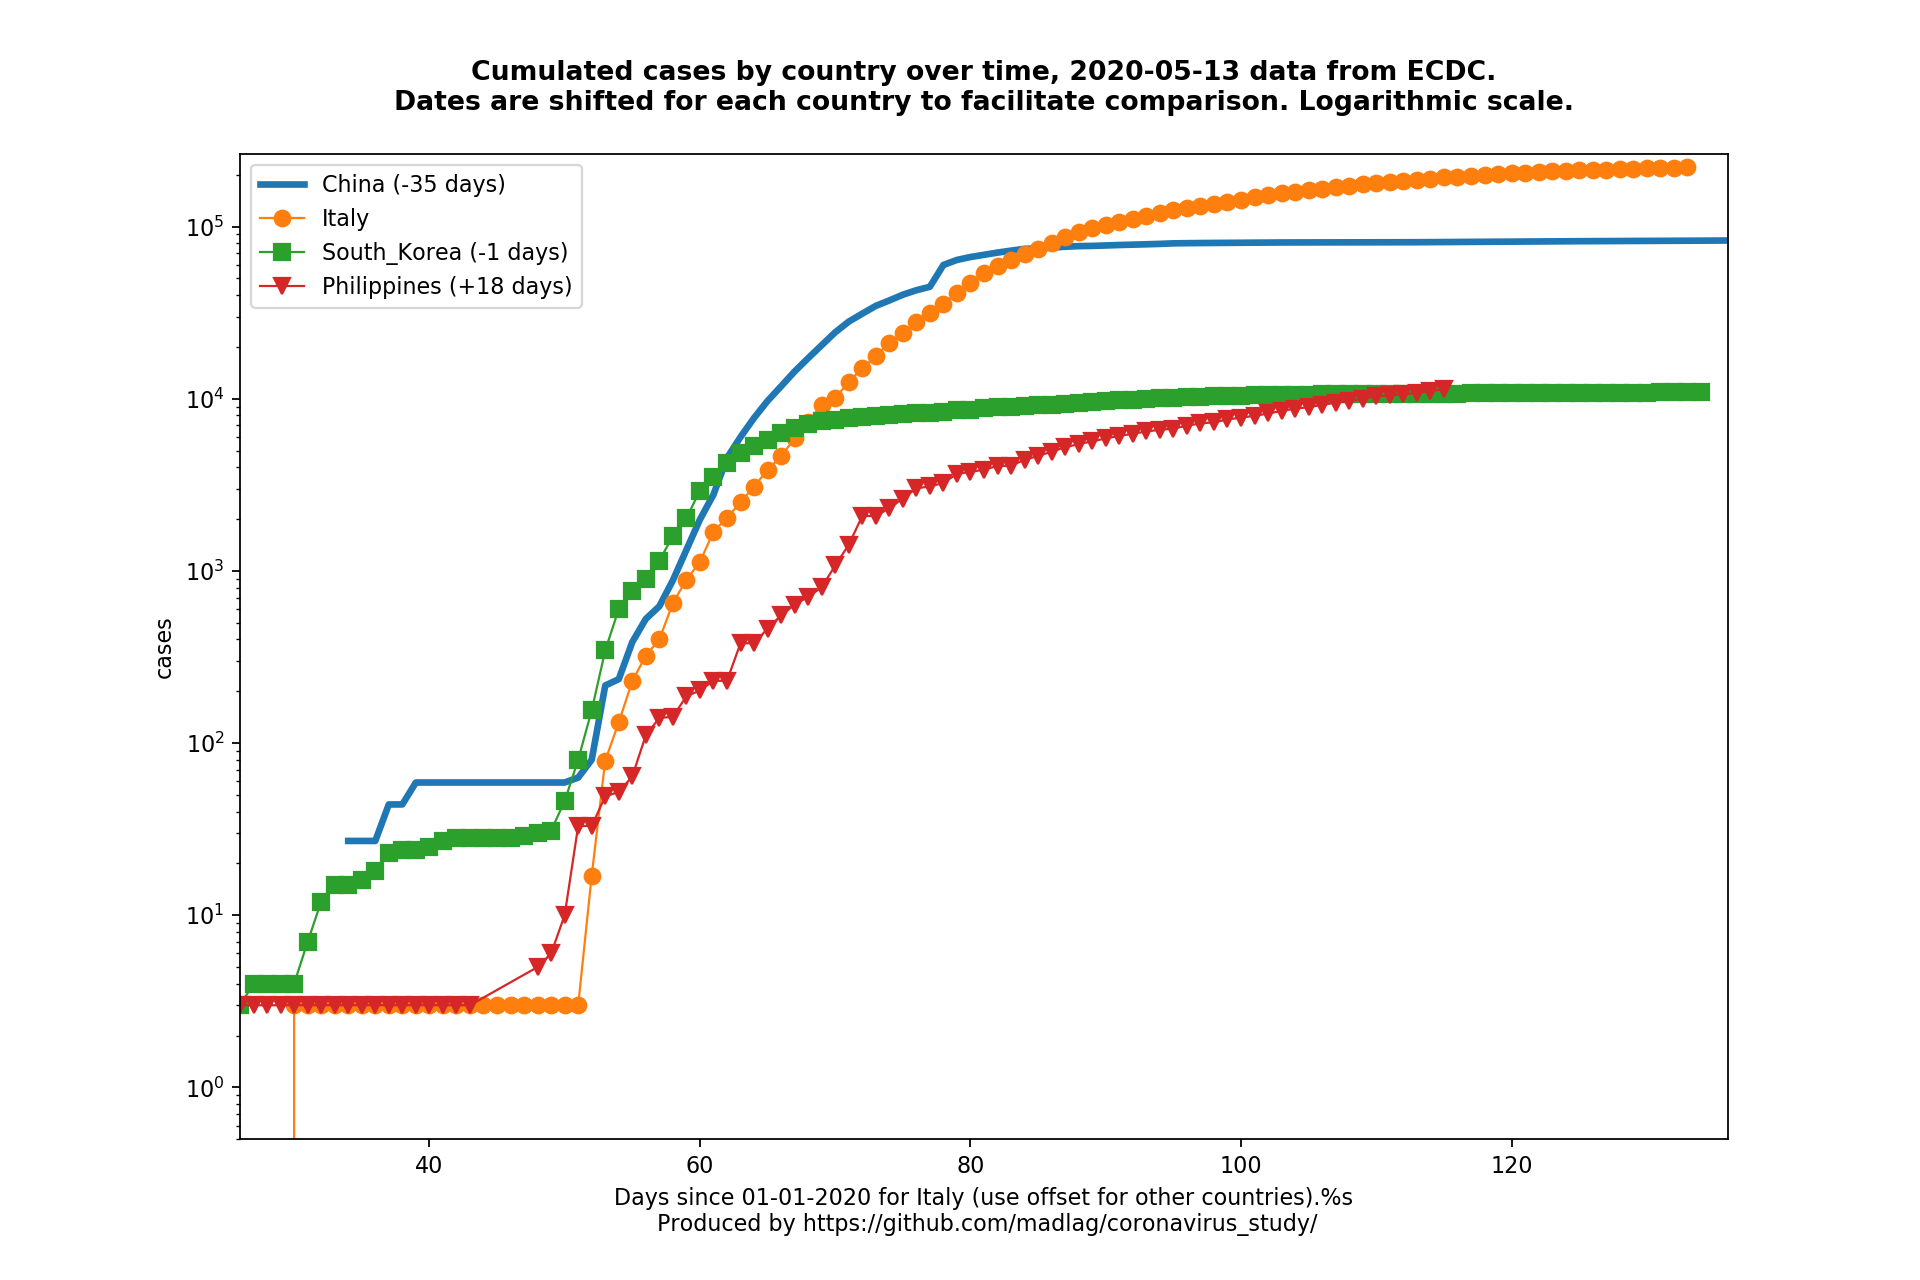 Cumulated cases by country over time, 2020-05-13 data from ECDC.
Dates are shifted for each country to facilitate comparison. Logarithmic scale.
China (-35 days)
Italy
South_Korea (-1 days)
Philippines (+18 days)
10^5
10^4
10^3
10^2
10^1
10^0
cases
40 60 80 100 120
Days since 01-01-2020 for Italy (use offset for other countries).%s
Produced by https://github.com/madlag/coronavirus_study/